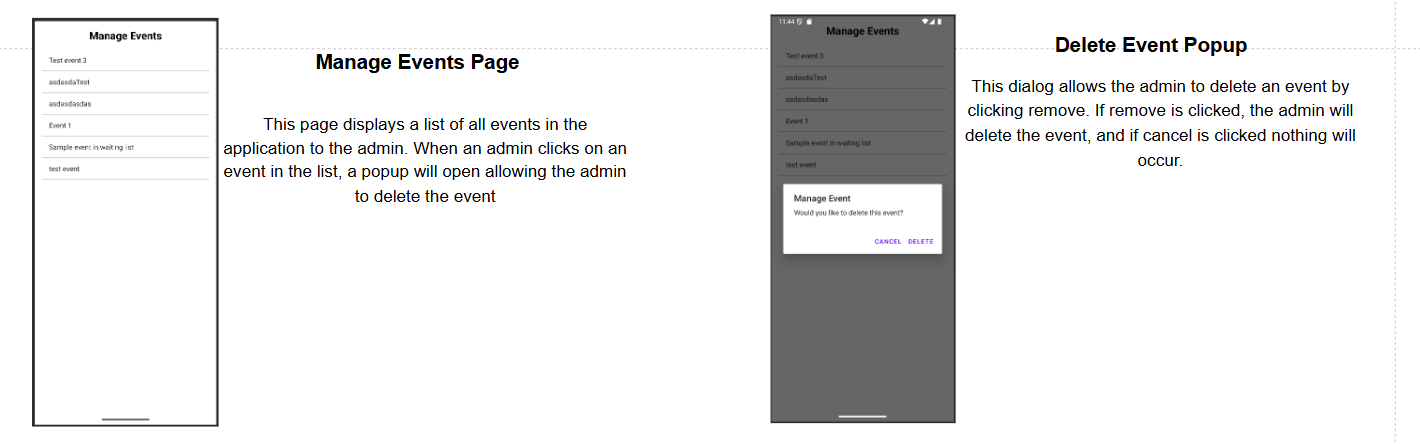 Manage Events
Test event 3
asdasdaTest
asdasdasdas
Event 1
Sample event in waiting list
test event
Manage Events Page
This page displays a list of all events in the
application to the admin. When an admin clicks on an
event in the list, a popup will open allowing the admin
to delete the event
11:44
Manage Events
Test event 3
asdasdaTest
asdasdasdas
Event 1
Sample event in waiting list
test event
Manage Event
Would you like to delete this event?
CANCEL DELETE
Delete Event Popup
This dialog allows the admin to delete an event by
clicking remove. If remove is clicked, the admin will
delete the event, and if cancel is clicked nothing will
occur.